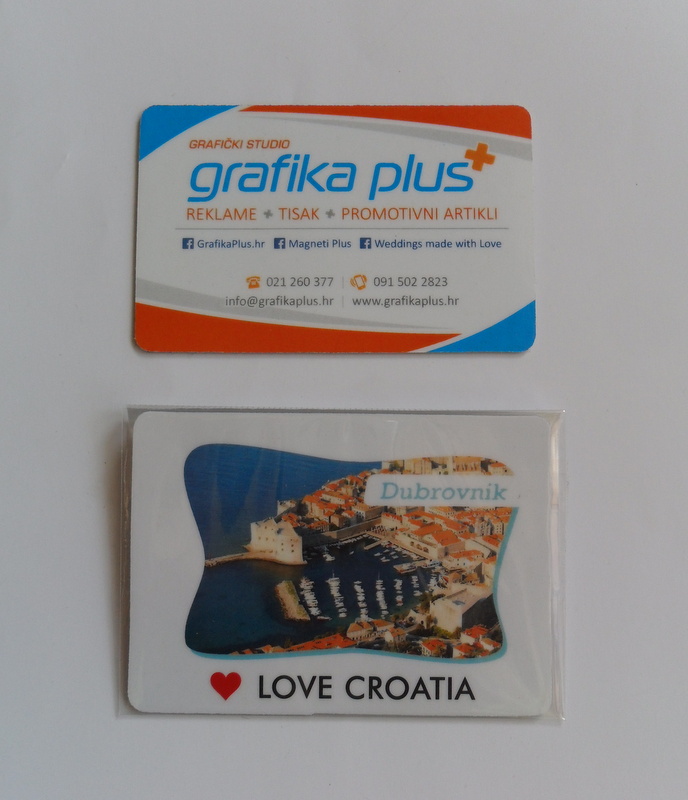 GRAFIČKI STUDIO
grafika plus+
REKLAME + TISAK + PROMOTIVNI ARTIKLI
GrafikaPlus.hr Magneti Plus Weddings made with Love
021 260 377 | 091 502 2823
info@grafikaplus.hr | www.grafikaplus.hr
Dubrovnik
LOVE CROATIA